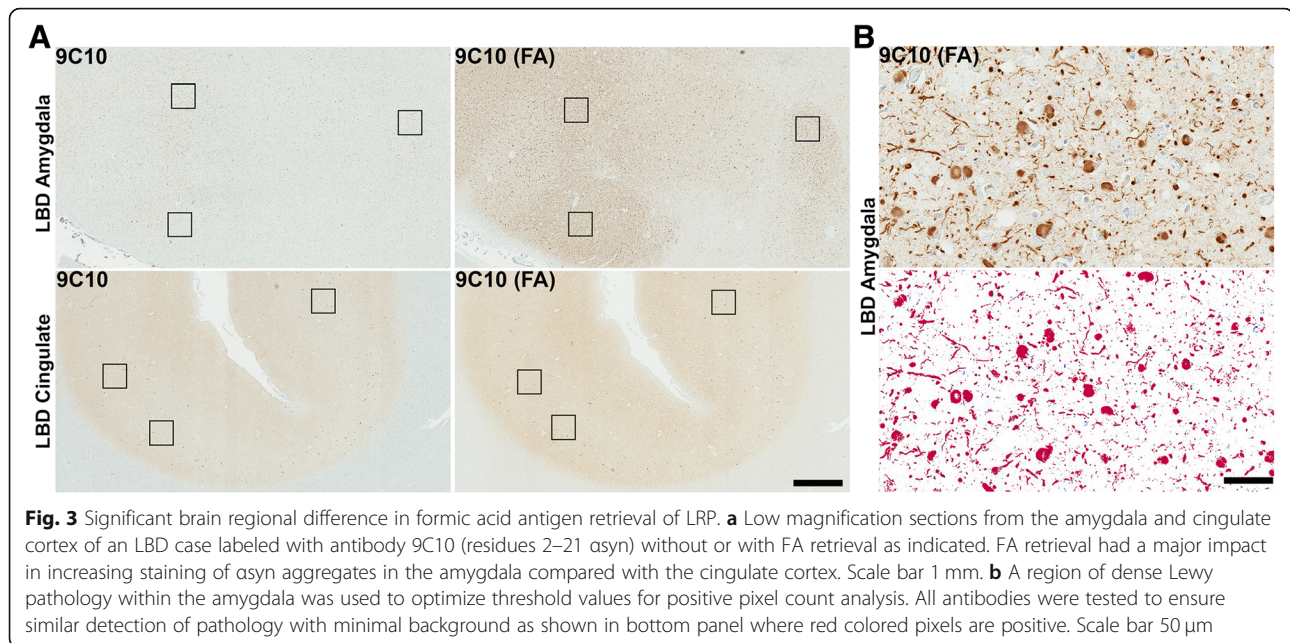 A
B
9C10
9C10 (FA)
9C10 (FA)
LBD Amygdala
LBD Amygdala
9C10
9C10 (FA)
LBD Cingulate
Fig. 3 Significant brain regional difference in formic acid antigen retrieval of LRP. a Low magnification sections from the amygdala and cingulate
cortex of an LBD case labeled with antibody 9C10 (residues 2–21 αsyn) without or with FA retrieval as indicated. FA retrieval had a major impact
in increasing staining of αsyn aggregates in the amygdala compared with the cingulate cortex. Scale bar 1 mm. b A region of dense Lewy
pathology within the amygdala was used to optimize threshold values for positive pixel count analysis. All antibodies were tested to ensure
similar detection of pathology with minimal background as shown in bottom panel where red colored pixels are positive. Scale bar 50 μm